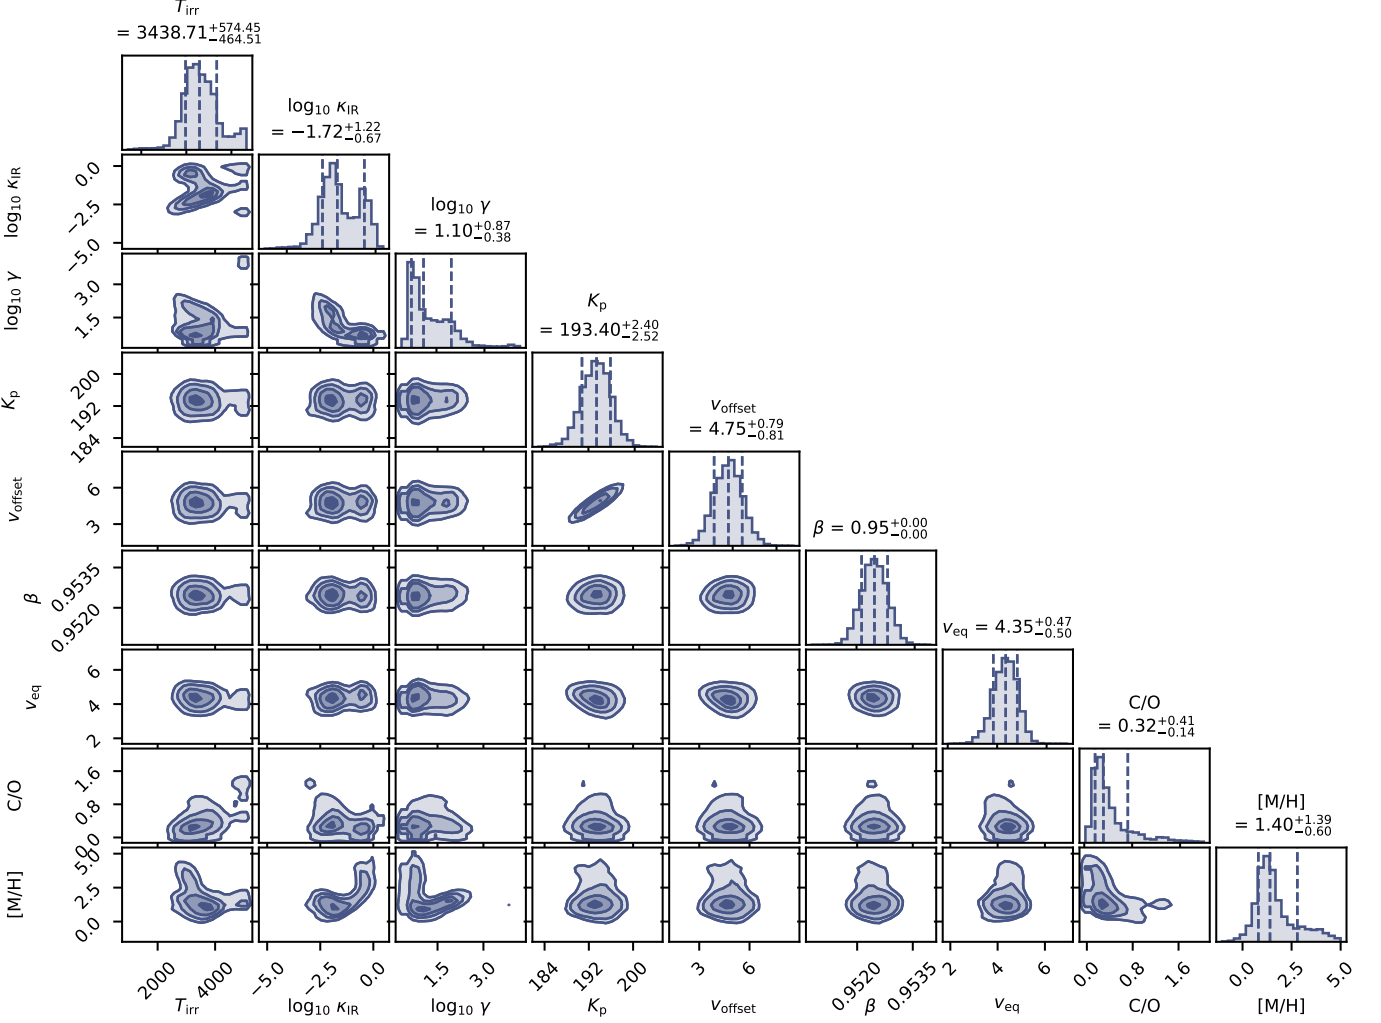 T_irr
= 3438.71 +574.45 −464.51
log10 κ_IR
= −1.72 +1.22 −0.67
log10 γ
= 1.10 +0.87 −0.38
K_p
= 193.40 +2.40 −2.52
v_offset
= 4.75 +0.79 −0.81
β = 0.95 +0.00 −0.00
v_eq = 4.35 +0.47 −0.50
C/O
= 0.32 +0.41 −0.14
[M/H]
= 1.40 +1.39 −0.60
log10 κ_IR
0.0
−2.5
−5.0
log10 γ
3.0
1.5
K_p
200
192
184
v_offset
6
3
β
0.9535
0.9520
v_eq
6
4
2
C/O
1.6
0.8
0.0
[M/H]
5.0
2.5
0.0
2000 4000
−5.0 −2.5 0.0
1.5 3.0
184 192 200
3 6
0.9520 0.9535
2 4 6
0.0 0.8 1.6
0.0 2.5 5.0
T_irr
log10 κ_IR
log10 γ
K_p
v_offset
β
v_eq
C/O
[M/H]